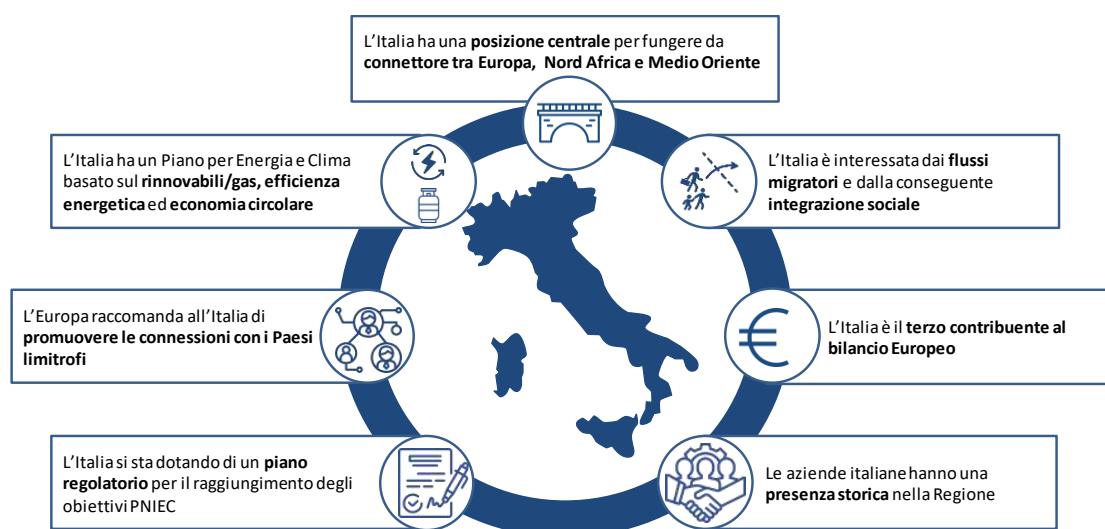 L'Italia ha una posizione centrale per fungere da
connettore tra Europa, Nord Africa e Medio Oriente
L'Italia ha un Piano per Energia e Clima
basato sul rinnovabili/gas, efficienza
energetica ed economia circolare
L'Italia è interessata dai flussi
migratori e dalla conseguente
integrazione sociale
L'Europa raccomanda all'Italia di
promuovere le connessioni con i Paesi
limitrofi
L'Italia è il terzo contribuente al
bilancio Europeo
L'Italia si sta dotando di un piano
regolatorio per il raggiungimento degli
obiettivi PNIEC
Le aziende italiane hanno una
presenza storica nella Regione